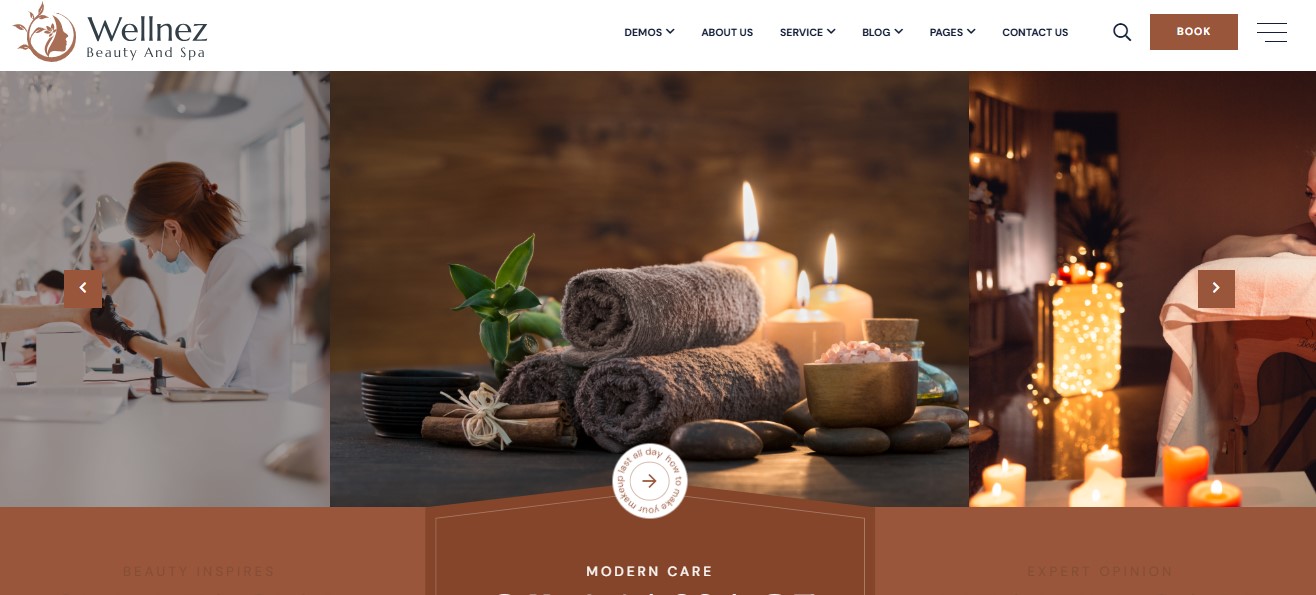 Wellnez
Beauty And Spa
DEMOS
ABOUT US
SERVICE
BLOG
PAGES
CONTACT US
BOOK
how to make your makeup last all day
BEAUTY INSPIRES
MODERN CARE
EXPERT OPINION